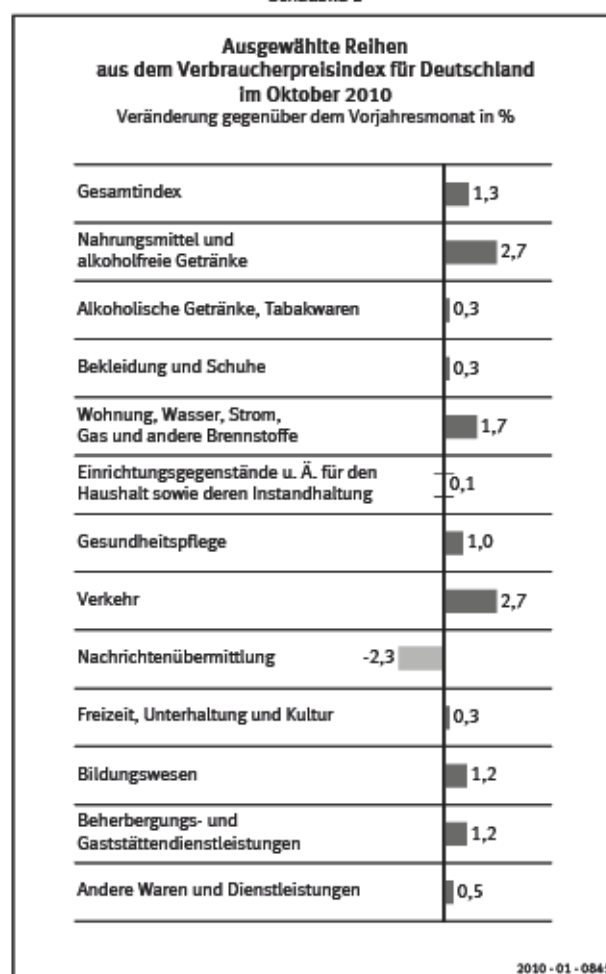 Ausgewählte Reihen
aus dem Verbraucherpreisindex für Deutschland
im Oktober 2010
Veränderung gegenüber dem Vorjahresmonat in %
Gesamtindex 1,3
Nahrungsmittel und
alkoholfreie Getränke 2,7
Alkoholische Getränke, Tabakwaren 0,3
Bekleidung und Schuhe 0,3
Wohnung, Wasser, Strom,
Gas und andere Brennstoffe 1,7
Einrichtungsgegenstände u. Ä. für den
Haushalt sowie deren Instandhaltung 0,1
Gesundheitspflege 1,0
Verkehr 2,7
Nachrichtenübermittlung -2,3
Freizeit, Unterhaltung und Kultur 0,3
Bildungswesen 1,2
Beherbergungs- und
Gaststättendienstleistungen 1,2
Andere Waren und Dienstleistungen 0,5
2010 - 01 - 084